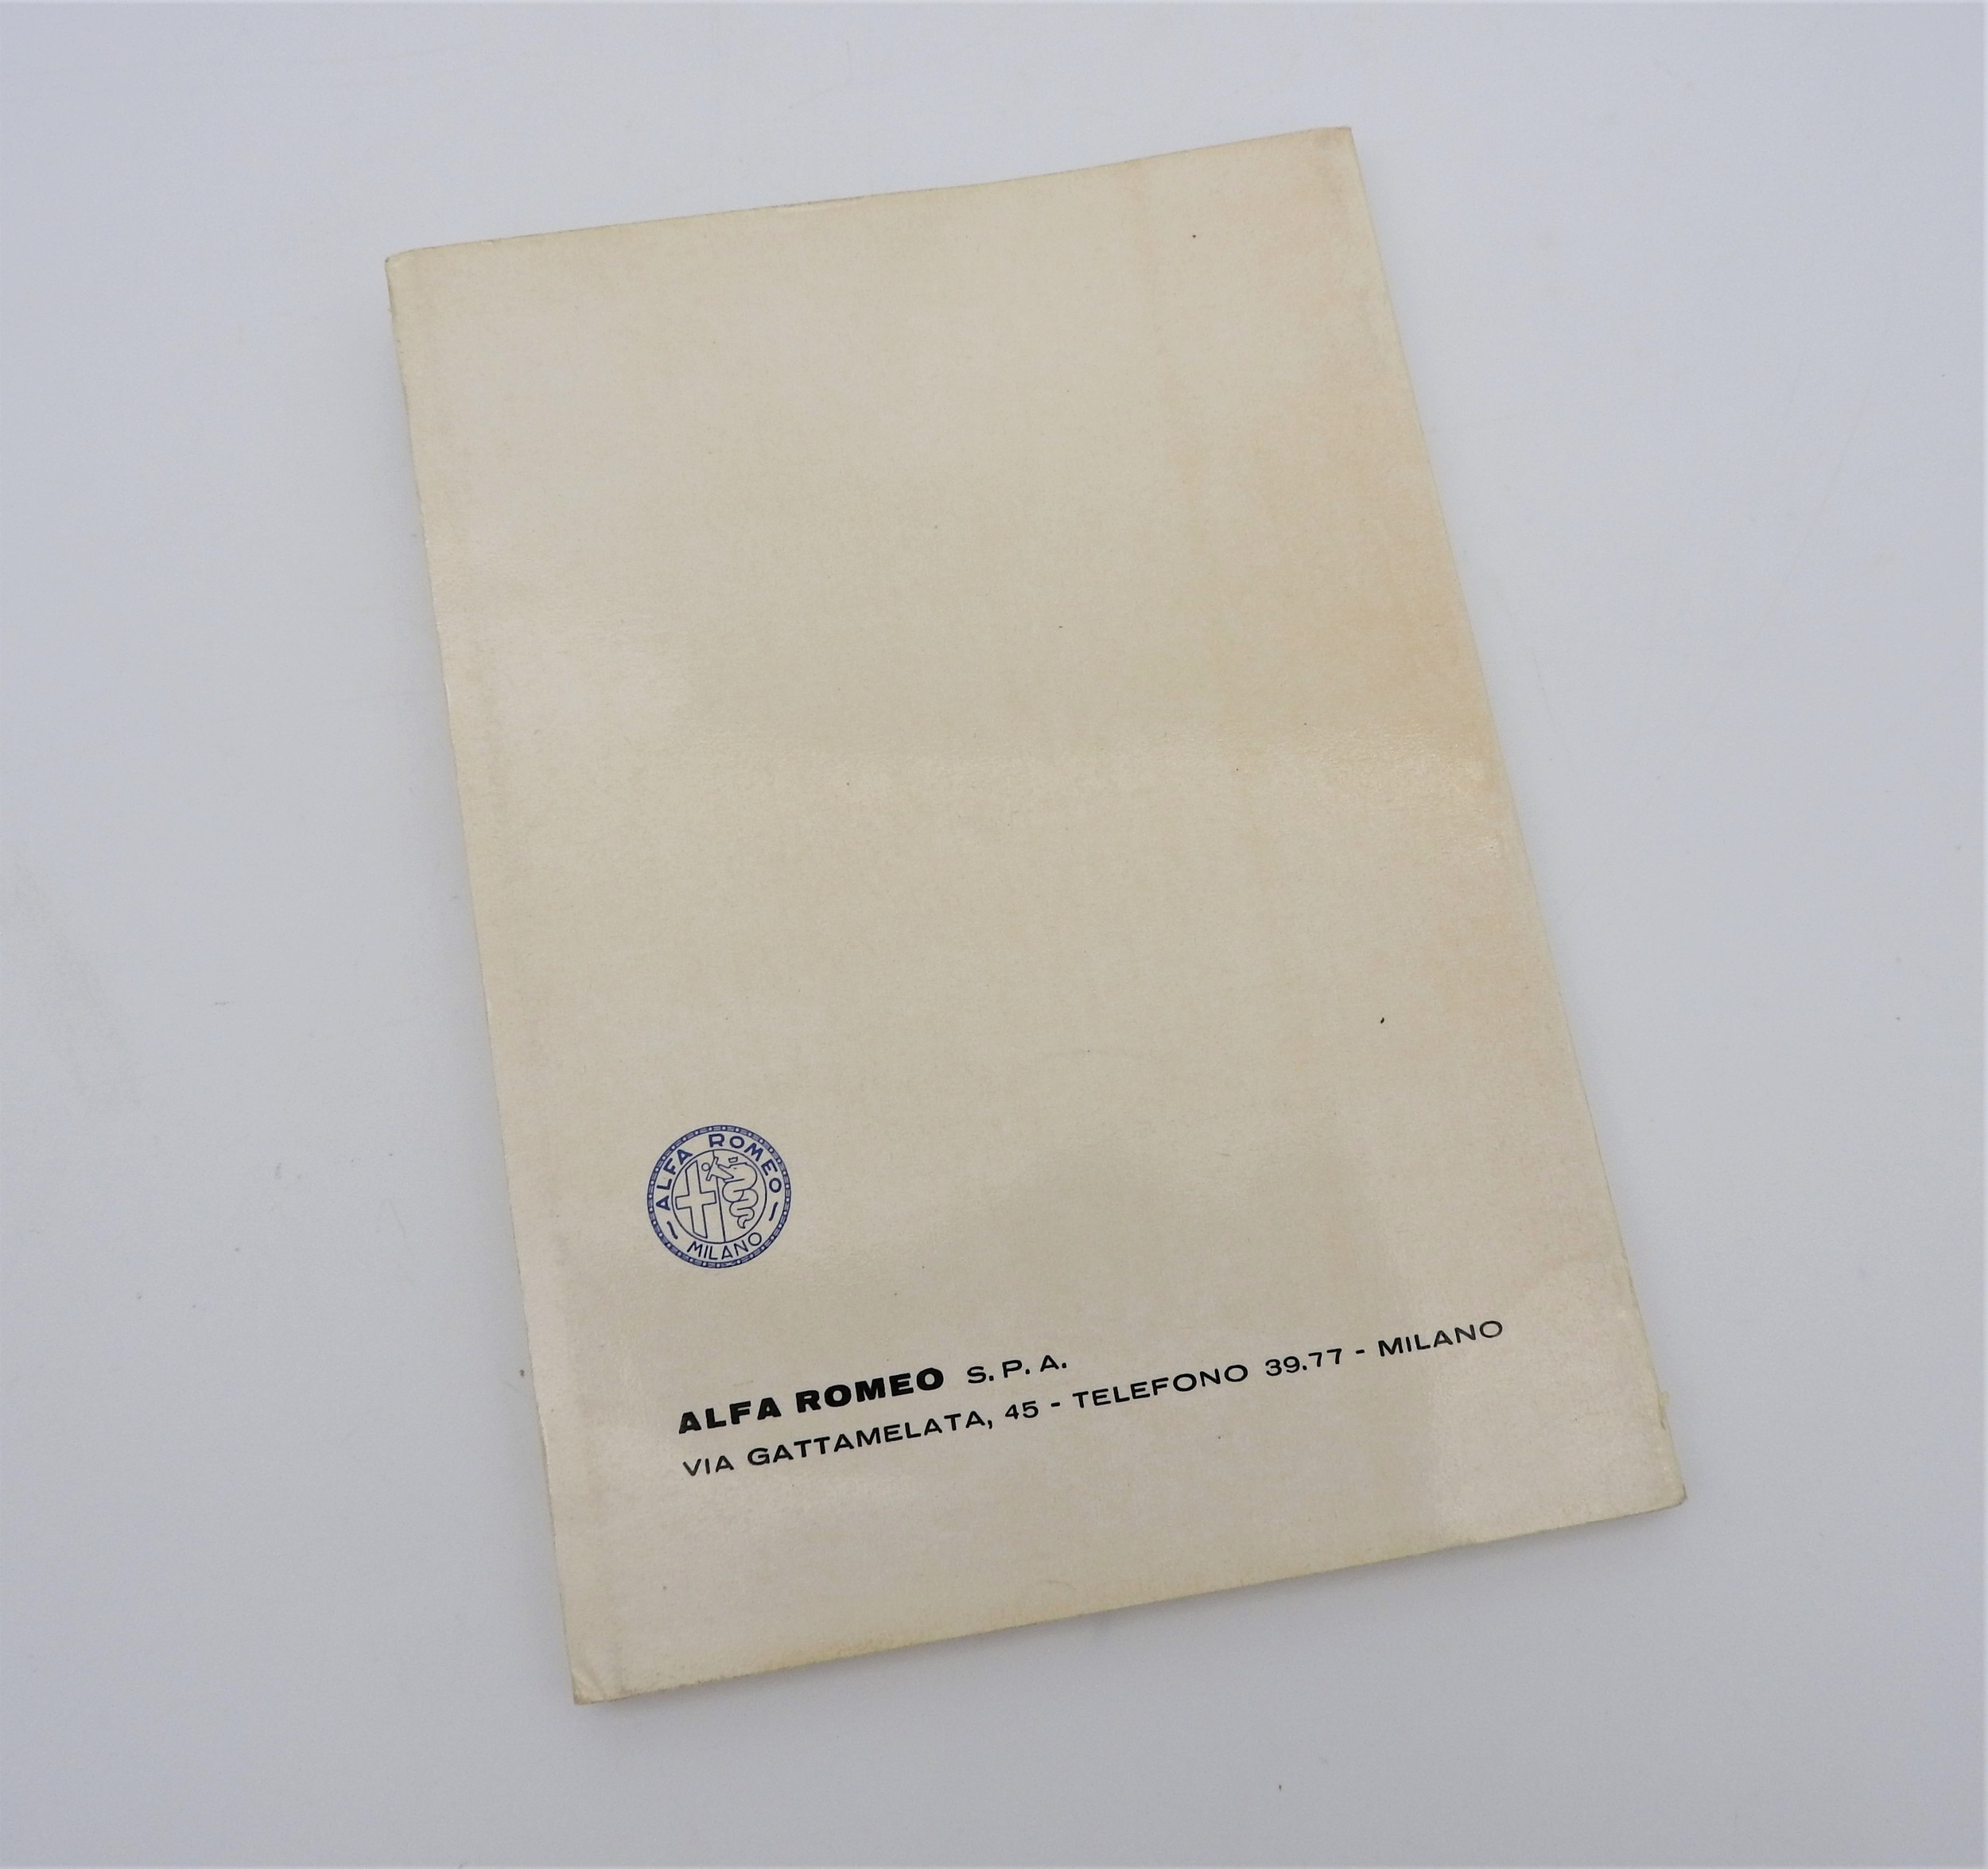 ALFA ROMEO
MILANO
ALFA ROMEO S.P.A.
VIA GATTAMELATA, 45 - TELEFONO 39.77 - MILANO